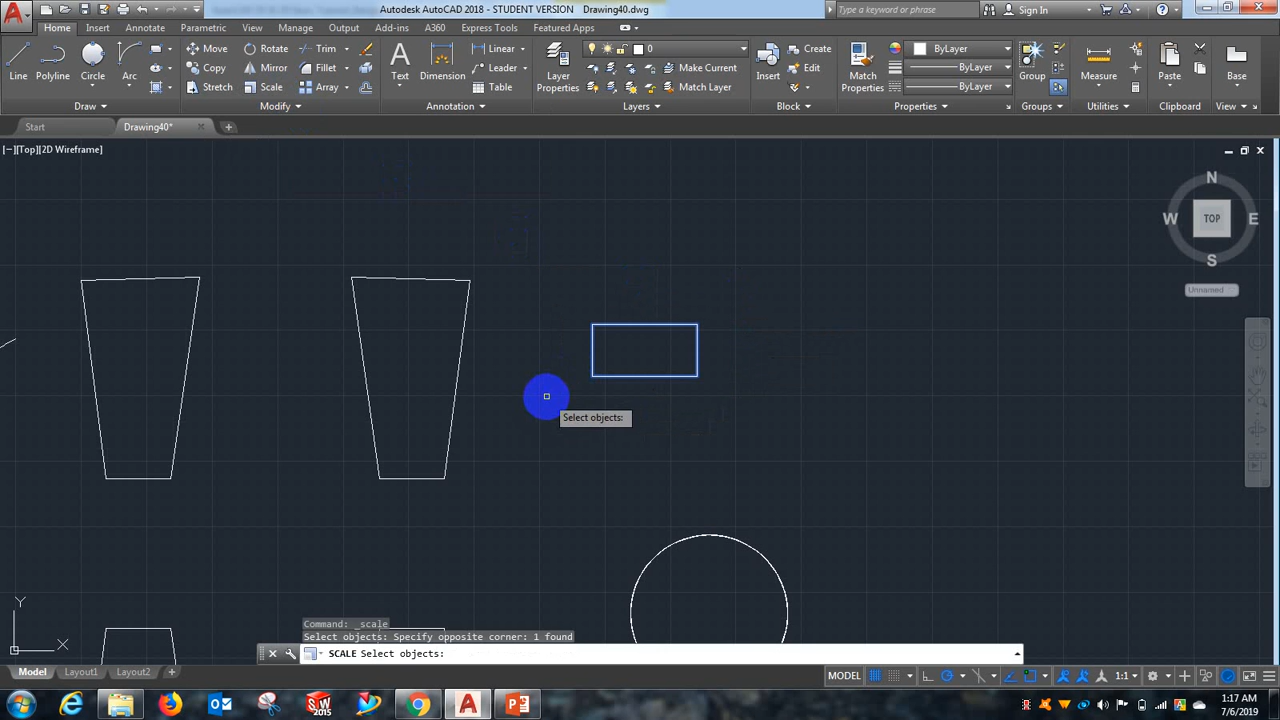 Autodesk AutoCAD 2018 - STUDENT VERSION Drawing40.dwg
Type a keyword or phrase
Sign In
Home Insert Annotate Parametric View Manage Output Add-ins A360 Express Tools Featured Apps
Line Polyline Circle Arc
Move Rotate Trim
Copy Mirror Fillet
Stretch Scale Array
Text Dimension
Linear
Leader
Table
Layer Properties
0
Make Current
Match Layer
Insert
Create
Edit
Match Properties
ByLayer
ByLayer
ByLayer
Group Measure Paste Base
Draw Modify Annotation Layers Block Properties Groups Utilities Clipboard View
Start Drawing40*
[−][Top][2D Wireframe]
N
W TOP E
S
Unnamed
Select objects:
Y
X
Command: _scale
Select objects: Specify opposite corner: 1 found
SCALE Select objects:
Model Layout1 Layout2 +
MODEL 1:1
SW
2015
1:17 AM
7/6/2019